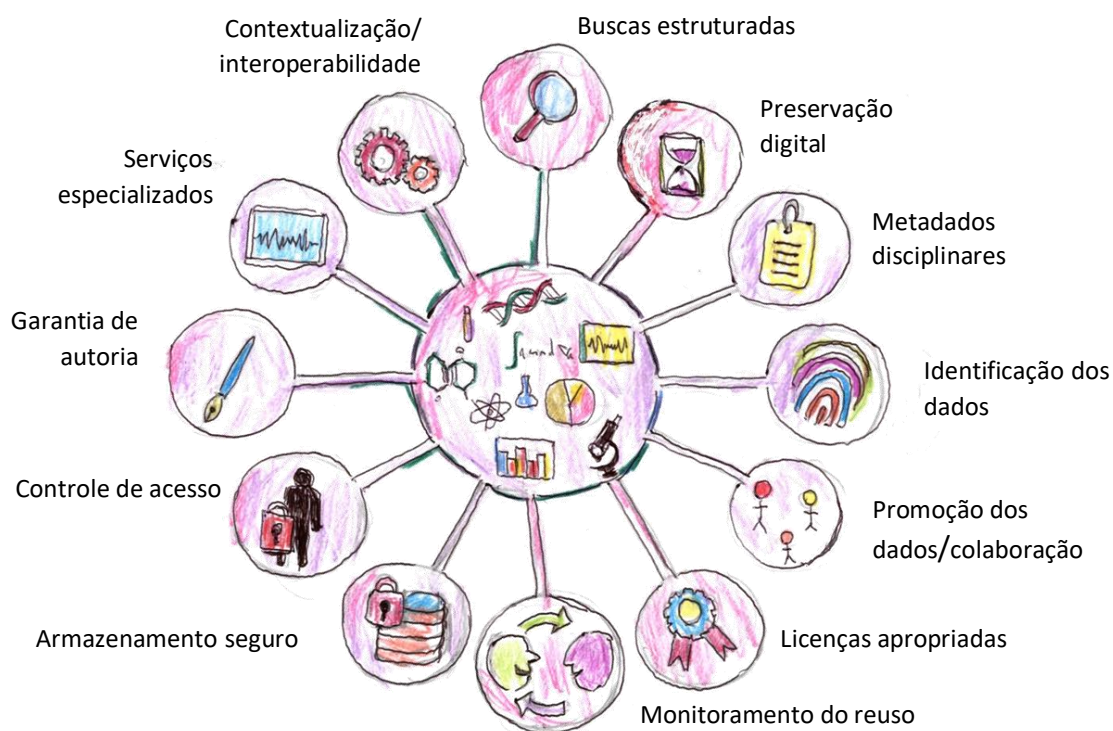 Contextualização/
interoperabilidade
Buscas estruturadas
Preservação
digital
Serviços
especializados
Metadados
disciplinares
Garantia de
autoria
Identificação dos
dados
Controle de acesso
Promoção dos
dados/colaboração
Armazenamento seguro
Licenças apropriadas
Monitoramento do reuso